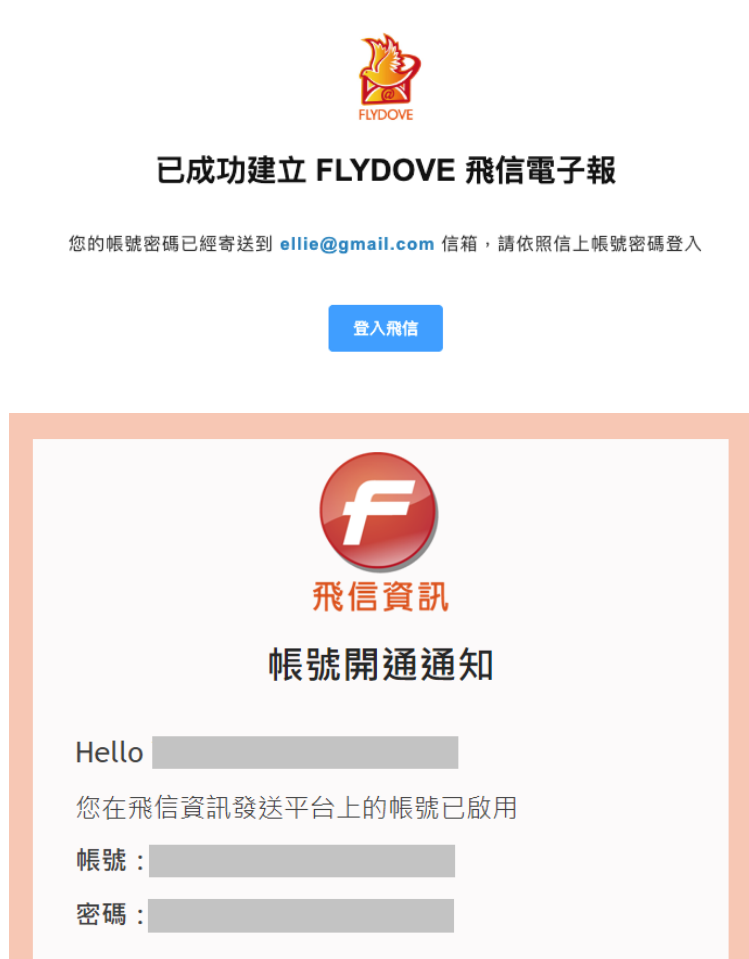 FLYDOVE
已成功建立 FLYDOVE 飛信電子報
您的帳號密碼已經寄送到 ellie@gmail.com 信箱，請依照信上帳號密碼登入
登入飛信
飛信資訊
帳號開通通知
Hello
您在飛信資訊發送平台上的帳號已啟用
帳號：
密碼：